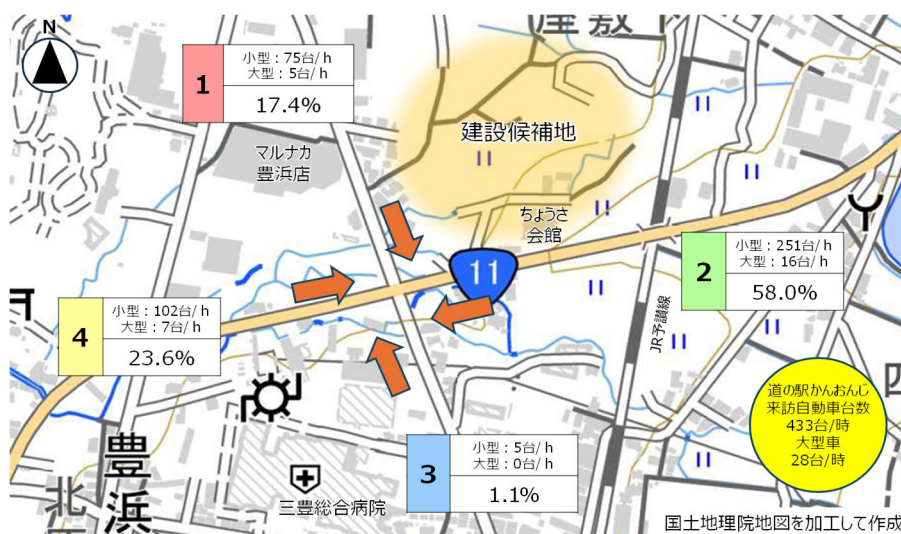 N
屋敷
1
小型：75台/ h
大型：5台/ h
17.4%
建設候補地
マルナカ
豊浜店
ちょうさ
会館
11
2
小型：251台/ h
大型：16台/ h
58.0%
4
小型：102台/ h
大型：7台/ h
23.6%
JR予讃線
道の駅かんおんじ
来訪自動車台数
433台/時
大型車
28台/時
四
豊
浜
北
3
小型：5台/ h
大型：0台/ h
1.1%
三豊総合病院
国土地理院地図を加工して作成